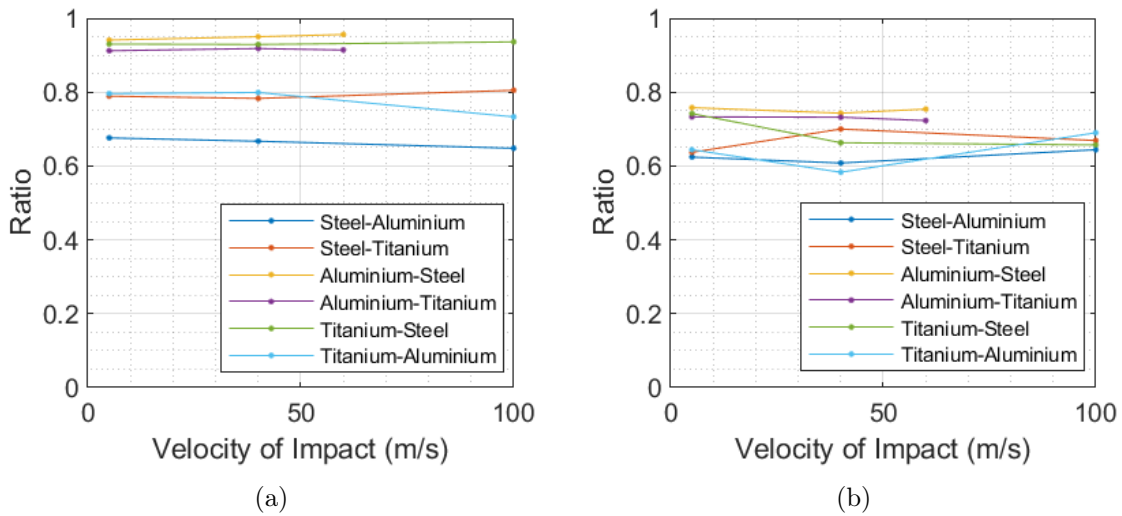 1
0.8
0.6
0.4
0.2
0
Ratio
Steel-Aluminium
Steel-Titanium
Aluminium-Steel
Aluminium-Titanium
Titanium-Steel
Titanium-Aluminium
0
50
100
Velocity of Impact (m/s)
(a)
1
0.8
0.6
0.4
0.2
0
Ratio
Steel-Aluminium
Steel-Titanium
Aluminium-Steel
Aluminium-Titanium
Titanium-Steel
Titanium-Aluminium
0
50
100
Velocity of Impact (m/s)
(b)